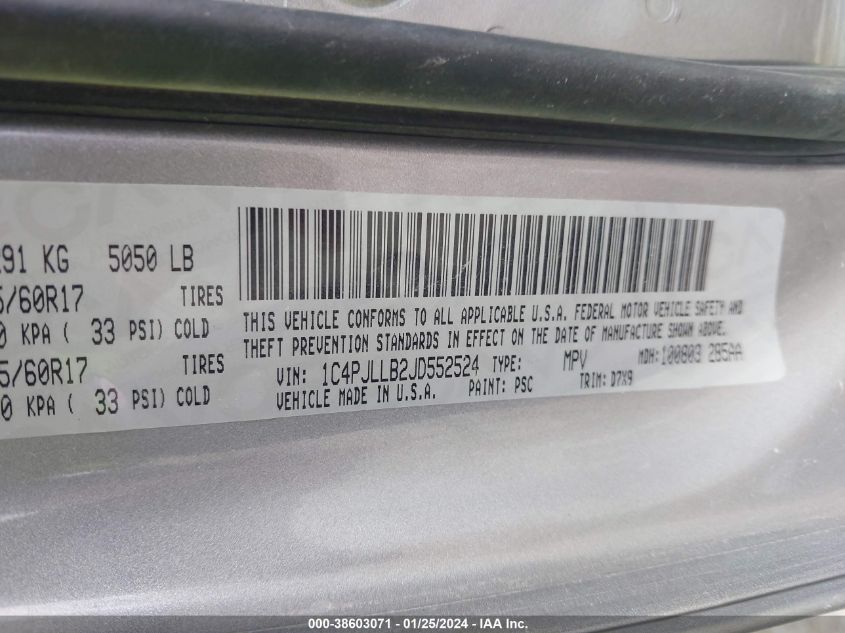 291 KG 5050 LB
5/60R17 TIRES
0 KPA ( 33 PSI) COLD
5/60R17 TIRES
0 KPA ( 33 PSI) COLD
THIS VEHICLE CONFORMS TO ALL APPLICABLE U.S.A. FEDERAL MOTOR VEHICLE SAFETY AND
THEFT PREVENTION STANDARDS IN EFFECT ON THE DATE OF MANUFACTURE SHOWN ABOVE.
VIN: 1C4PJLLB2JD552524 TYPE: MPV MDH: 100803 285AA
VEHICLE MADE IN U.S.A. PAINT: PSC TRIM: D7X9
000-38603071 - 01/25/2024 - IAA Inc.